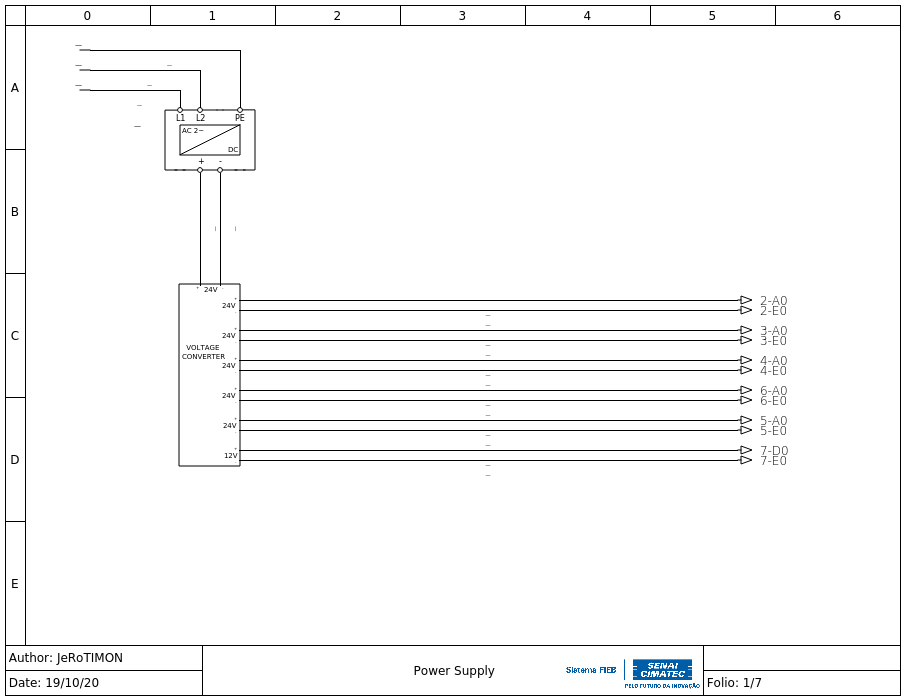 0 1 2 3 4 5 6
A
L1 L2 PE
AC 2~
DC
+ -
B
24V
24V
2-A0
2-E0
C
24V
3-A0
3-E0
VOLTAGE
CONVERTER
24V
4-A0
4-E0
24V
6-A0
6-E0
24V
5-A0
5-E0
D
12V
7-D0
7-E0
E
Author: JeRoTIMON
Date: 19/10/20
Power Supply
Sistema FIEB
SENAI
CIMATEC
PELO FUTURO DA INOVAÇÃO
Folio: 1/7